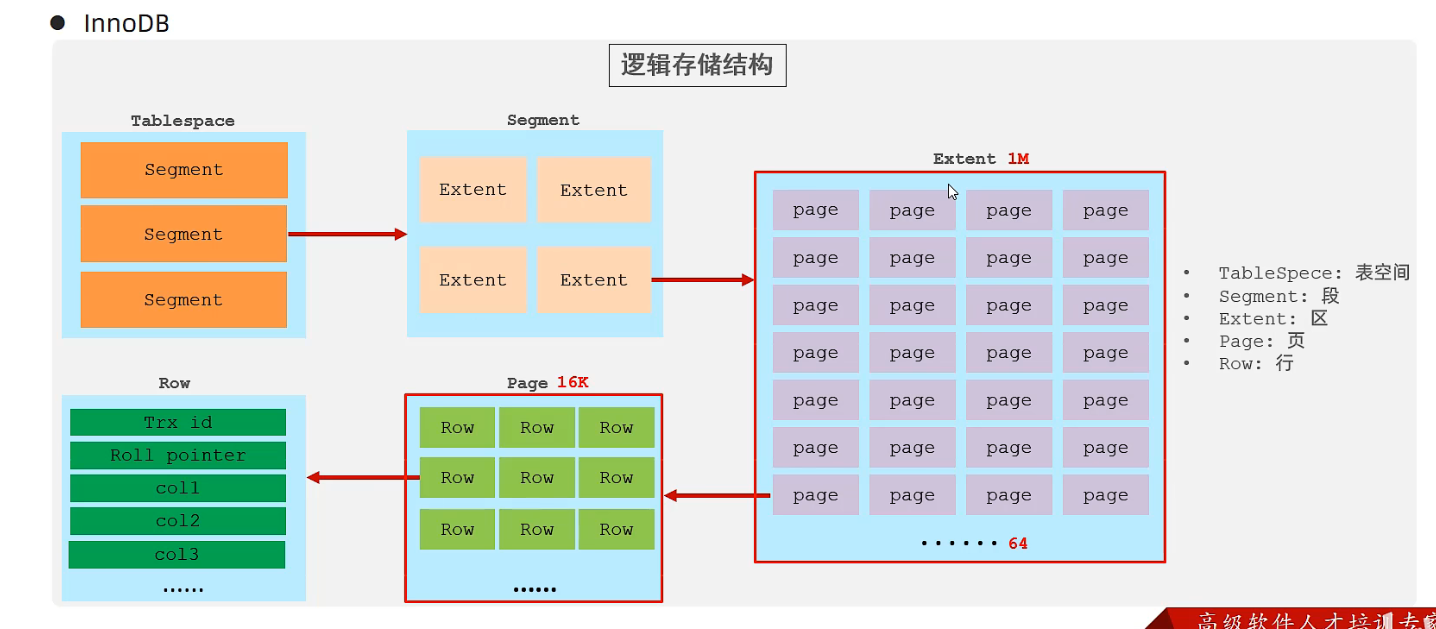 ● InnoDB
逻辑存储结构
Tablespace
Segment
Segment
Segment
Segment
Extent Extent
Extent Extent
Extent 1M
page page page page
page page page page
page page page page
page page page page
page page page page
page page page page
page page page page
...... 64
• TableSpece: 表空间
• Segment: 段
• Extent: 区
• Page: 页
• Row: 行
Row
Trx id
Roll pointer
col1
col2
col3
......
Page 16K
Row Row Row
Row Row Row
Row Row Row
......
高级软件人才培训专家